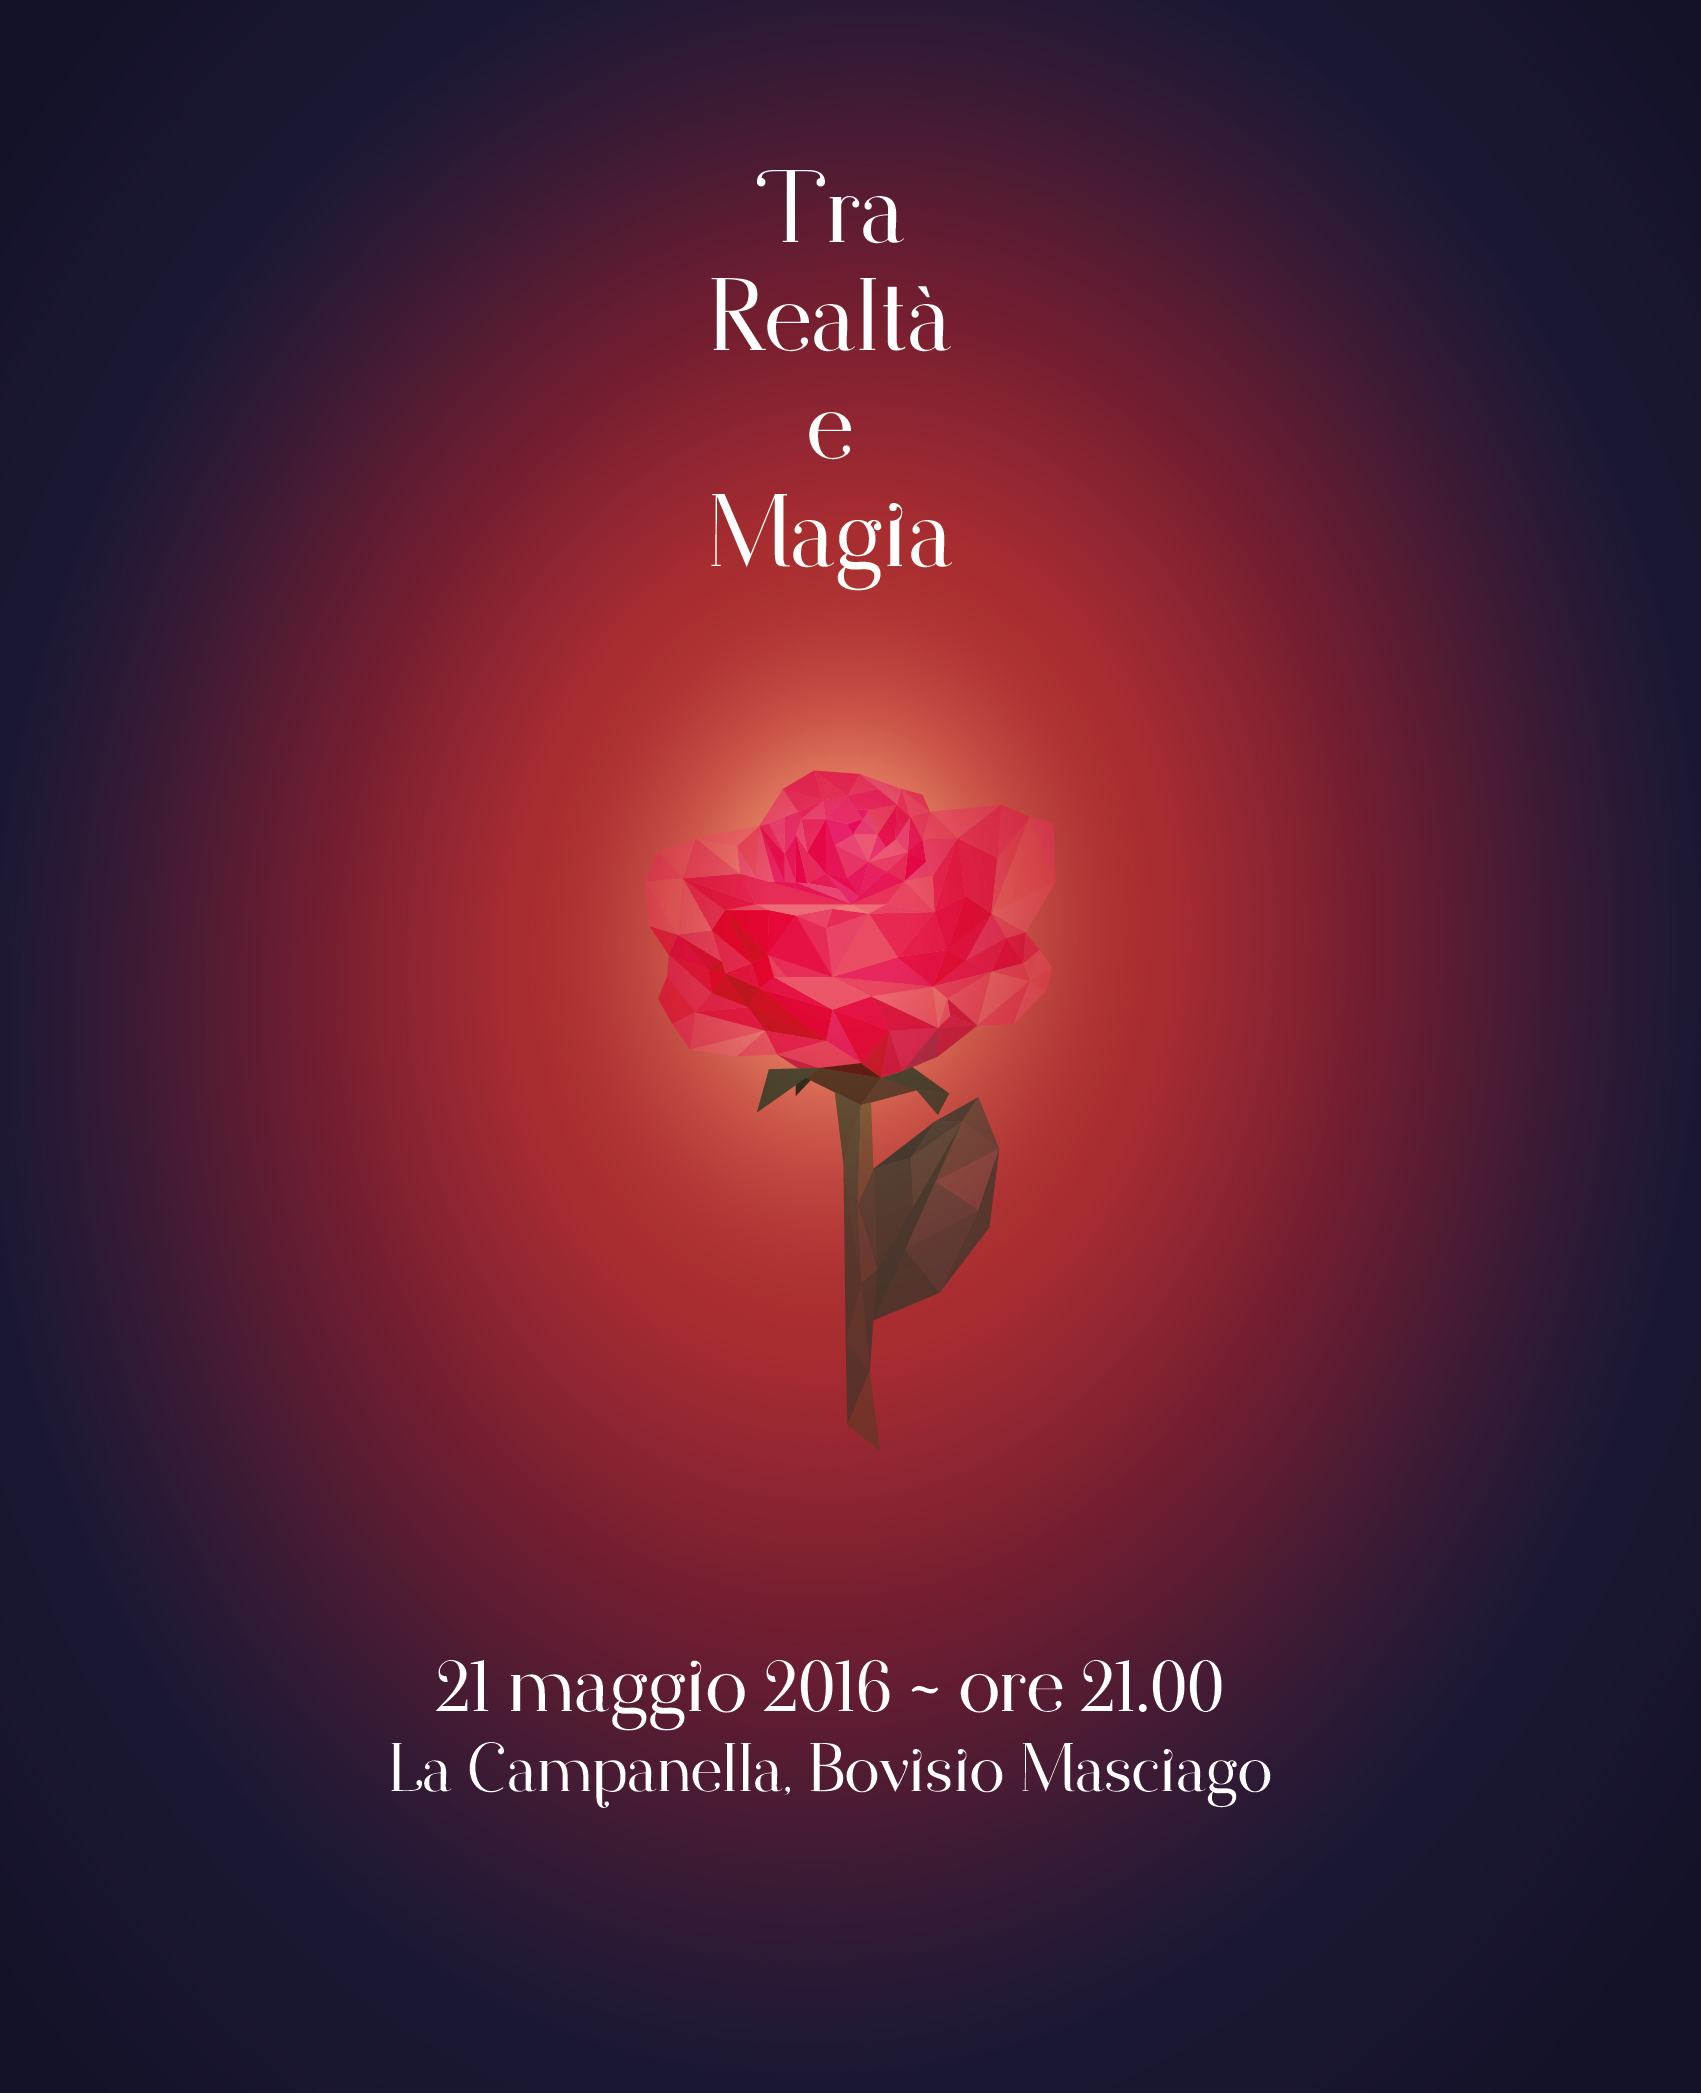 Tra
Realtà
e
Magia
21 maggio 2016 ~ ore 21.00
La Campanella, Bovisio Masciago